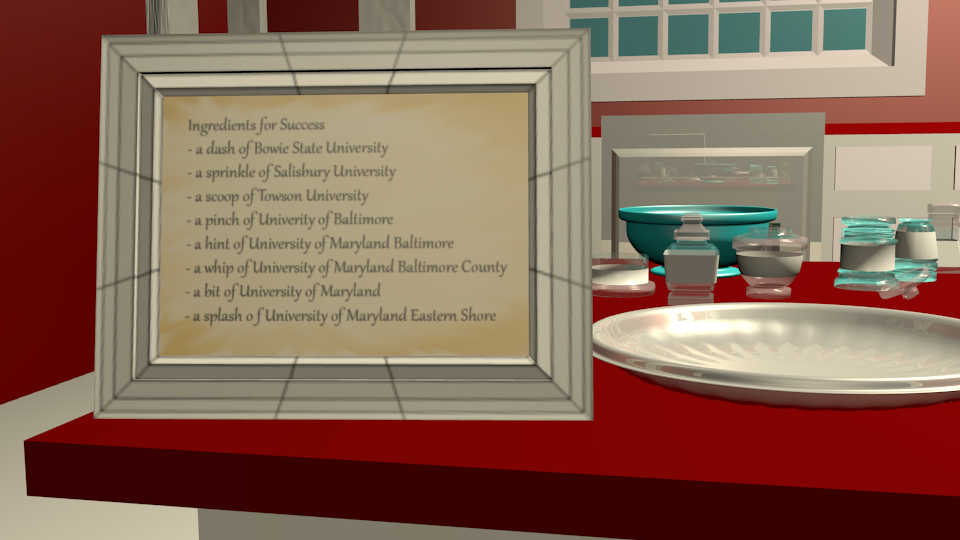 Ingredients for Success
- a dash of Bowie State University
- a sprinkle of Salisbury University
- a scoop of Towson University
- a pinch of Univerity of Baltimore
- a hint of University of Maryland Baltimore
- a whip of University of Maryland Baltimore County
- a bit of University of Maryland
- a splash o f University of Maryland Eastern Shore